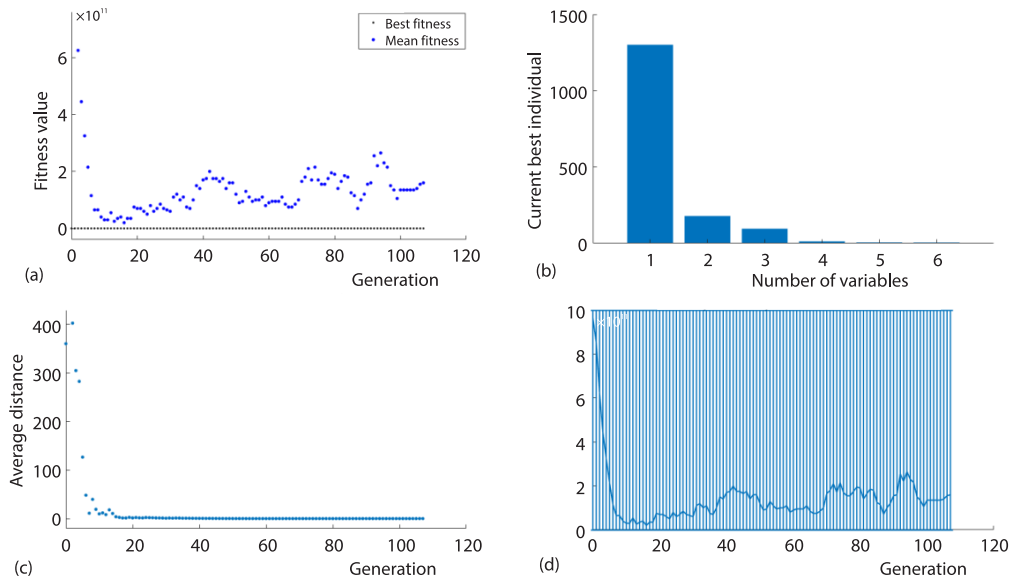 ×10¹¹
Best fitness
Mean fitness
6
4
2
0
Fitness value
0 20 40 60 80 100 120
Generation
(a)
1500
1000
500
0
Current best individual
1 2 3 4 5 6
Number of variables
(b)
400
300
200
100
0
Average distance
0 20 40 60 80 100 120
Generation
(c)
10
8
6
4
2
0
0 20 40 60 80 100 120
Generation
(d)